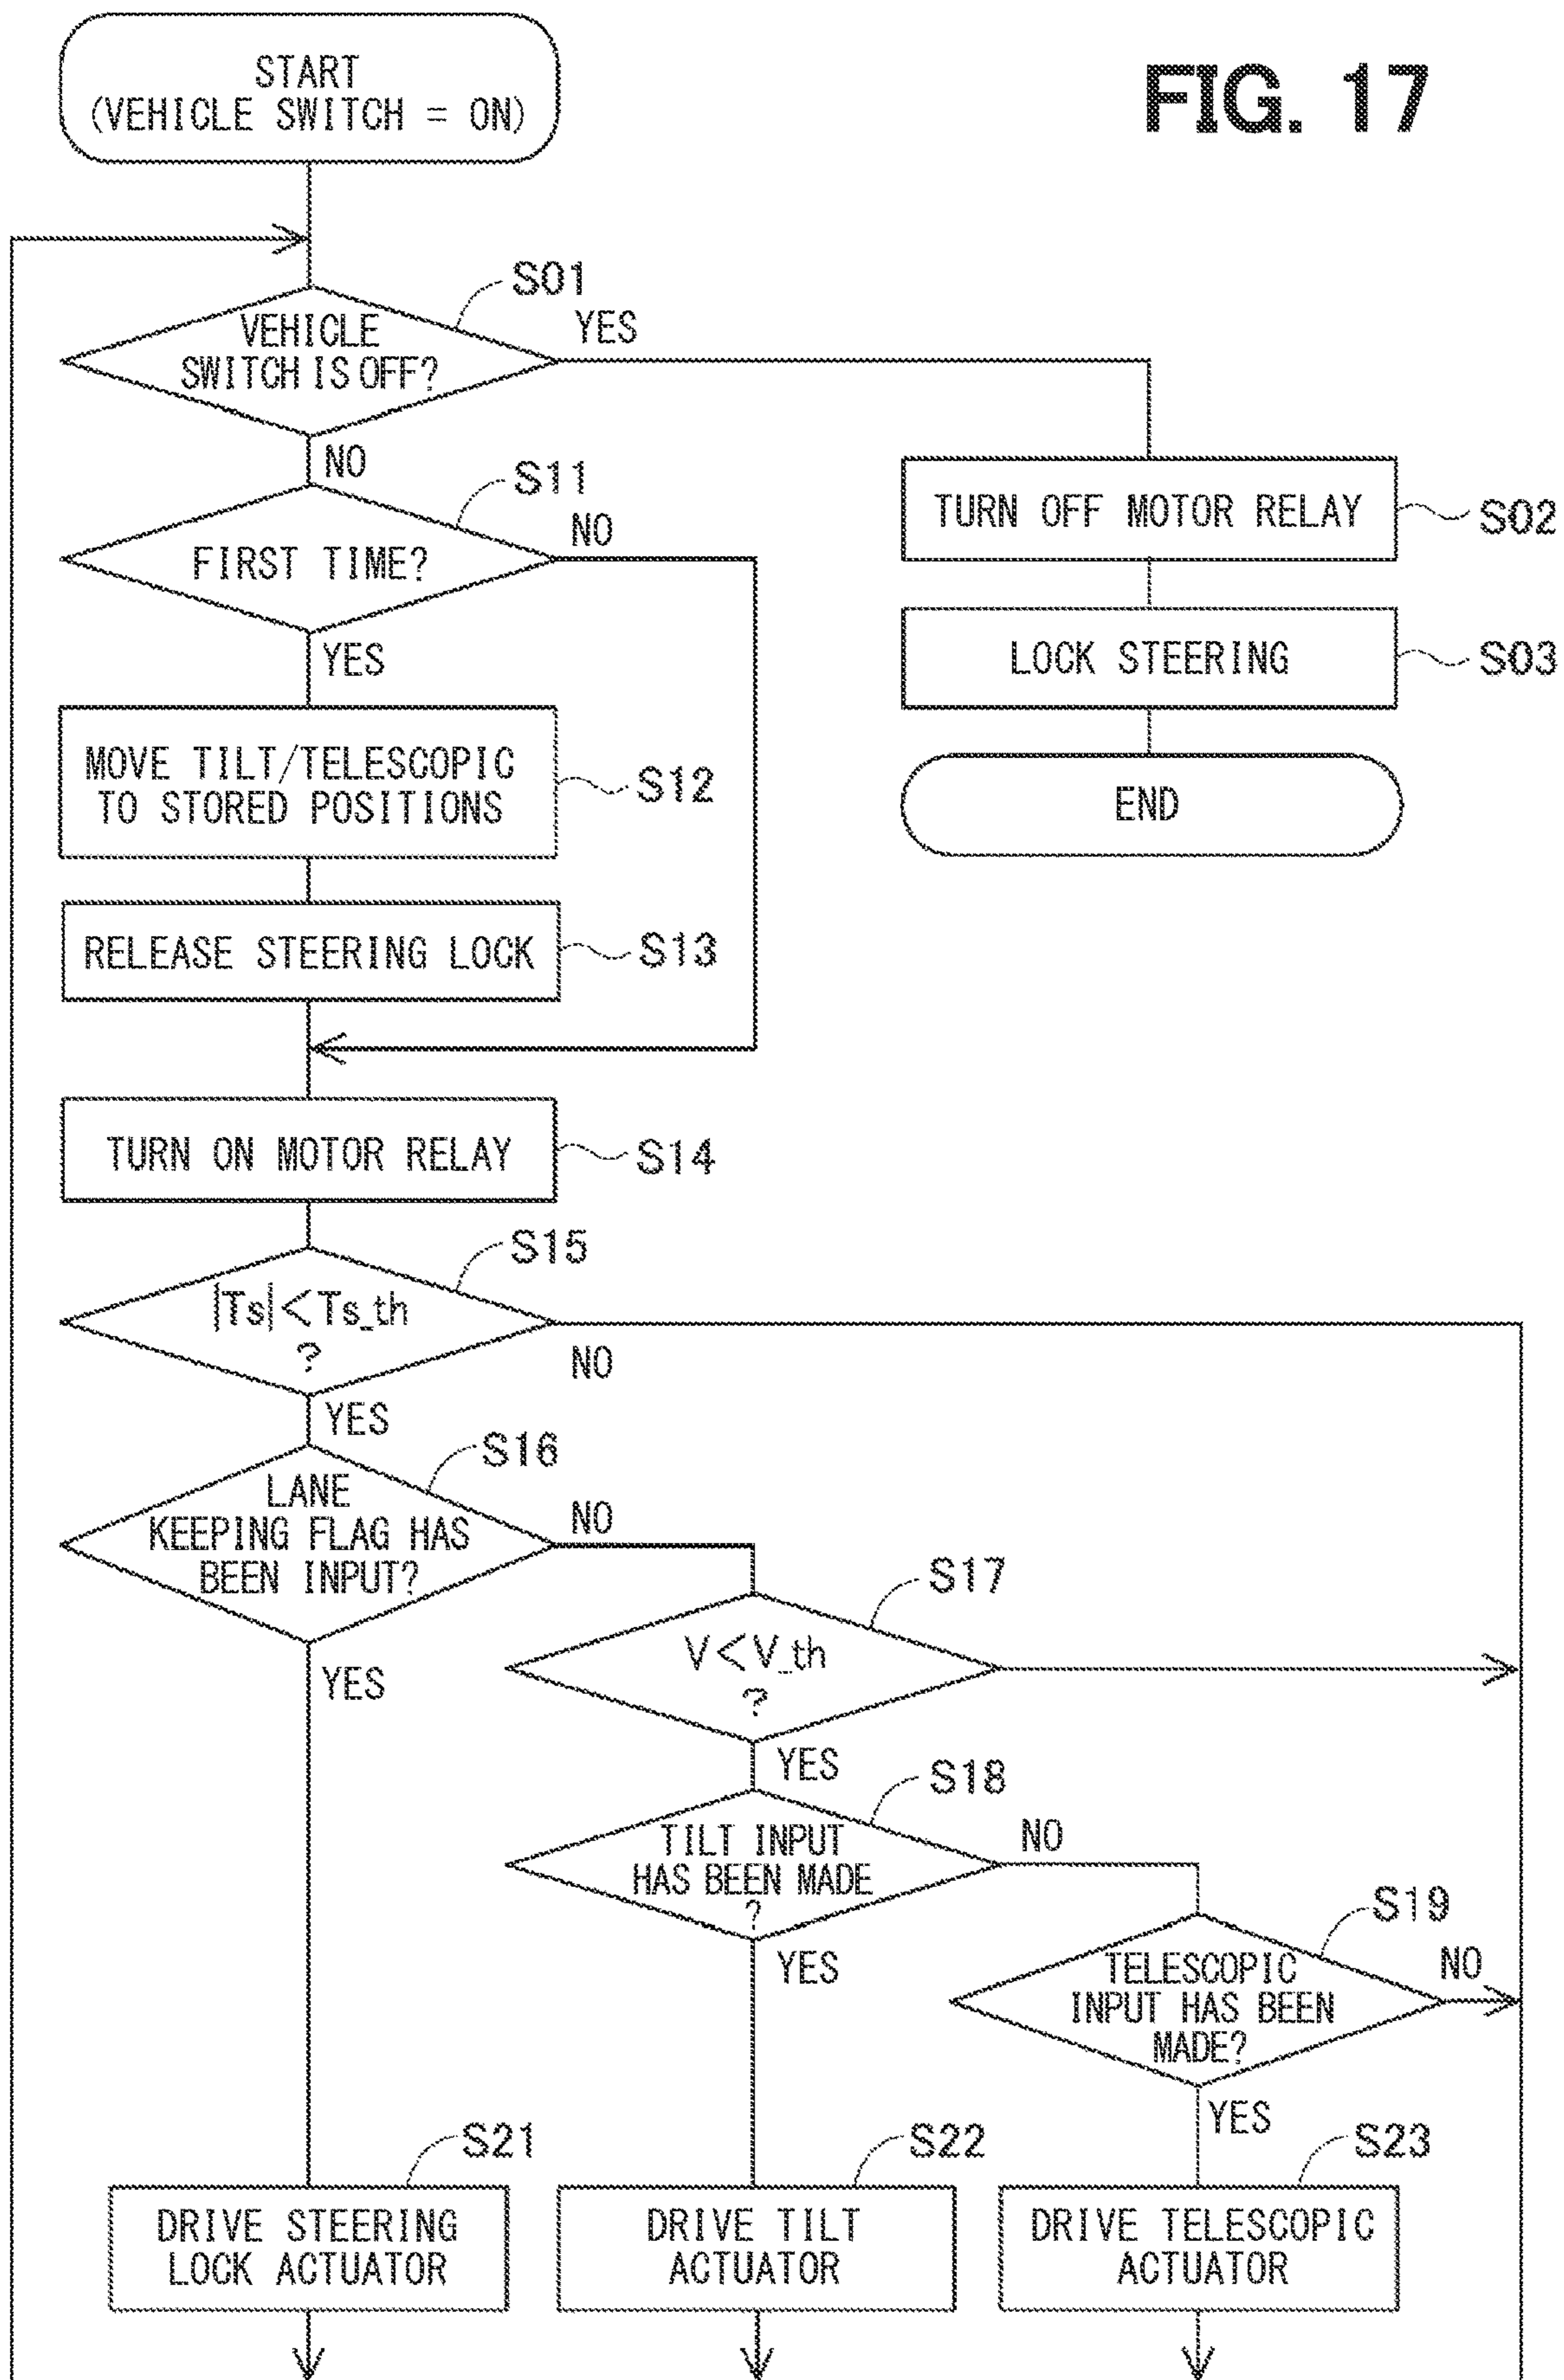 FIG. 17
START
(VEHICLE SWITCH = ON)
S01
VEHICLE
SWITCH IS OFF?
YES
NO
S11
FIRST TIME?
NO
YES
TURN OFF MOTOR RELAY
S02
LOCK STEERING
S03
END
MOVE TILT/TELESCOPIC
TO STORED POSITIONS
S12
RELEASE STEERING LOCK
S13
TURN ON MOTOR RELAY
S14
S15
|Ts|<Ts_th
?
NO
YES
S16
LANE
KEEPING FLAG HAS
BEEN INPUT?
NO
YES
S17
V<V_th
?
YES
S18
TILT INPUT
HAS BEEN MADE
?
NO
YES
S19
TELESCOPIC
INPUT HAS BEEN
MADE?
NO
YES
S21
DRIVE STEERING
LOCK ACTUATOR
S22
DRIVE TILT
ACTUATOR
S23
DRIVE TELESCOPIC
ACTUATOR